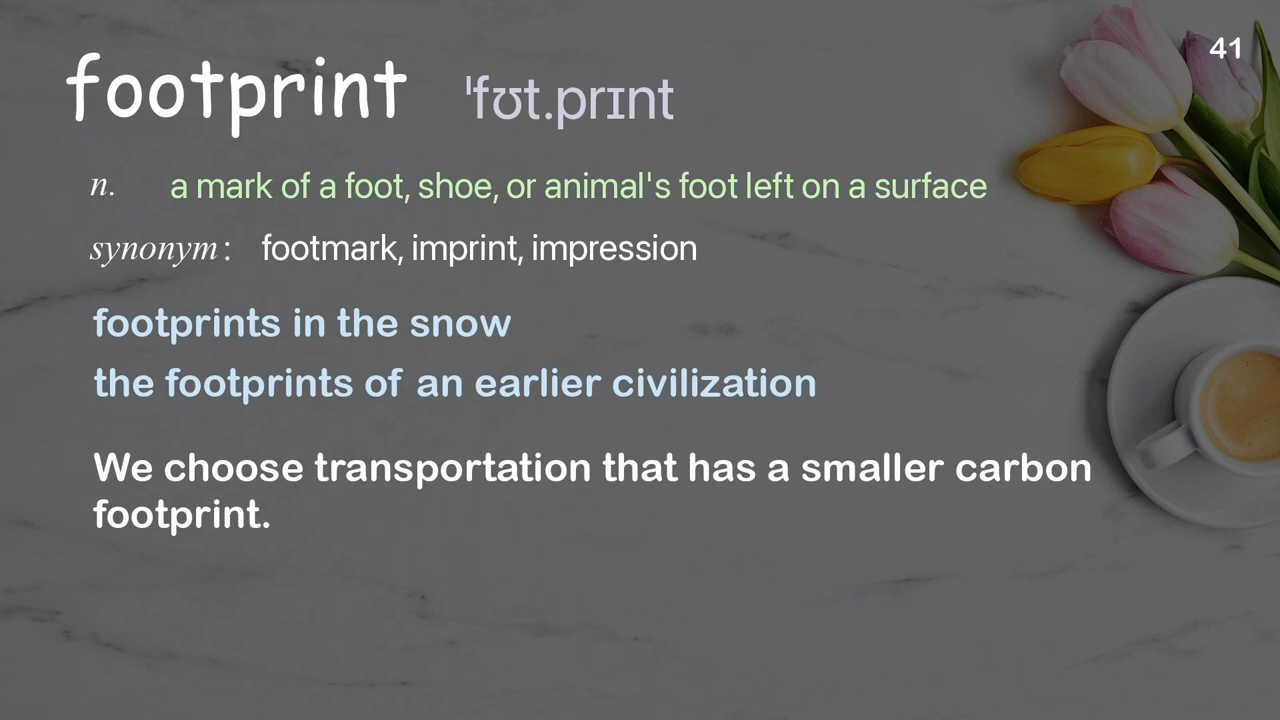 41
footprint ˈfʊt.prɪnt
n. a mark of a foot, shoe, or animal's foot left on a surface
synonym: footmark, imprint, impression
footprints in the snow
the footprints of an earlier civilization
We choose transportation that has a smaller carbon
footprint.